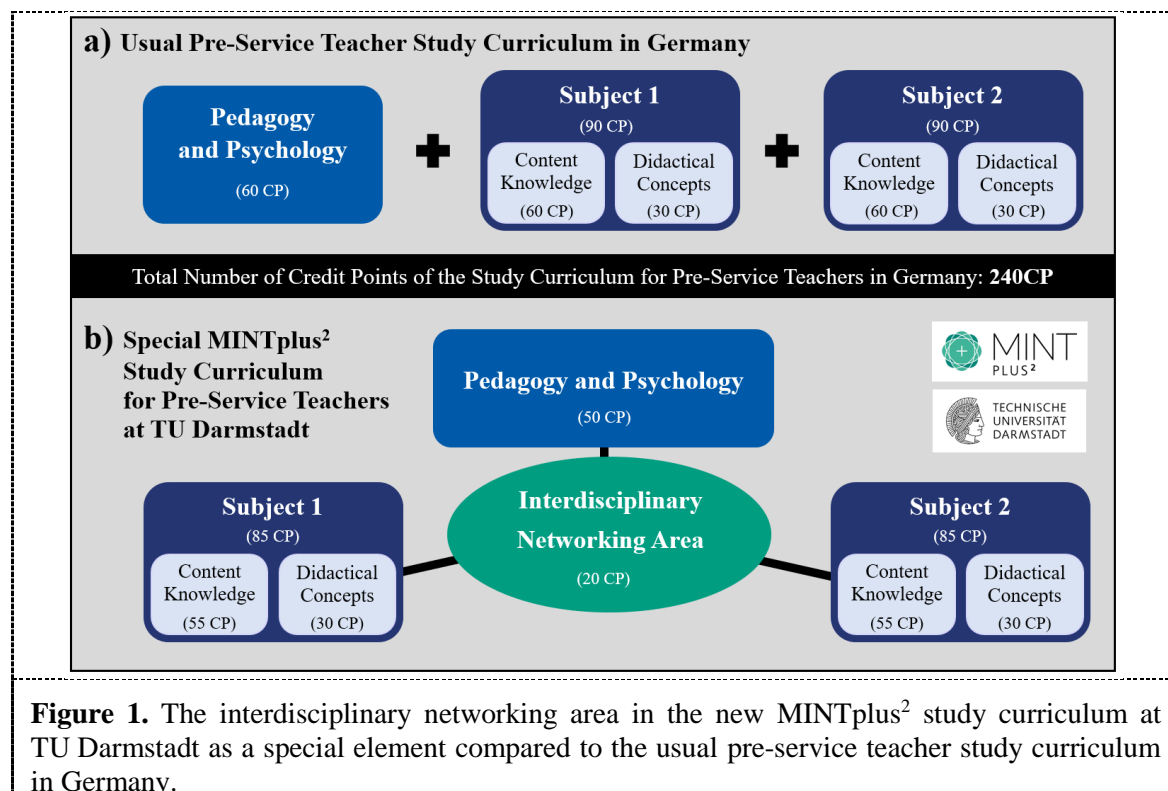 a) Usual Pre-Service Teacher Study Curriculum in Germany
Pedagogy
and Psychology
(60 CP)
Subject 1
(90 CP)
Content
Knowledge
(60 CP)
Didactical
Concepts
(30 CP)
Subject 2
(90 CP)
Content
Knowledge
(60 CP)
Didactical
Concepts
(30 CP)
Total Number of Credit Points of the Study Curriculum for Pre-Service Teachers in Germany: 240CP
b) Special MINTplus²
Study Curriculum
for Pre-Service Teachers
at TU Darmstadt
Pedagogy and Psychology
(50 CP)
MINT
PLUS²
TECHNISCHE
UNIVERSITÄT
DARMSTADT
Interdisciplinary
Networking Area
(20 CP)
Subject 1
(85 CP)
Content
Knowledge
(55 CP)
Didactical
Concepts
(30 CP)
Subject 2
(85 CP)
Content
Knowledge
(55 CP)
Didactical
Concepts
(30 CP)
Figure 1. The interdisciplinary networking area in the new MINTplus² study curriculum at
TU Darmstadt as a special element compared to the usual pre-service teacher study curriculum
in Germany.